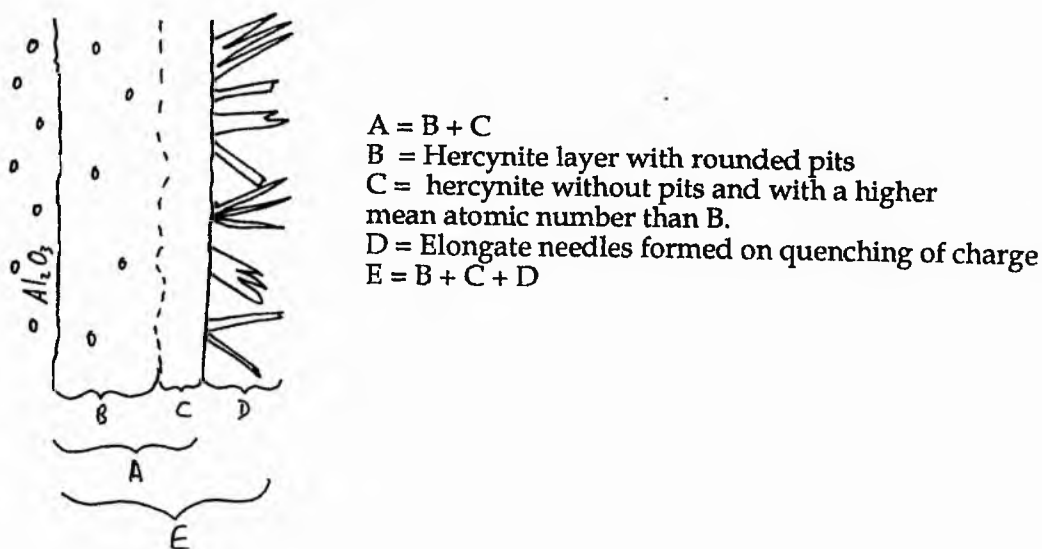 Al₂O₃
A = B + C
B = Hercynite layer with rounded pits
C = hercynite without pits and with a higher
mean atomic number than B.
D = Elongate needles formed on quenching of charge
E = B + C + D
B C D
A
E